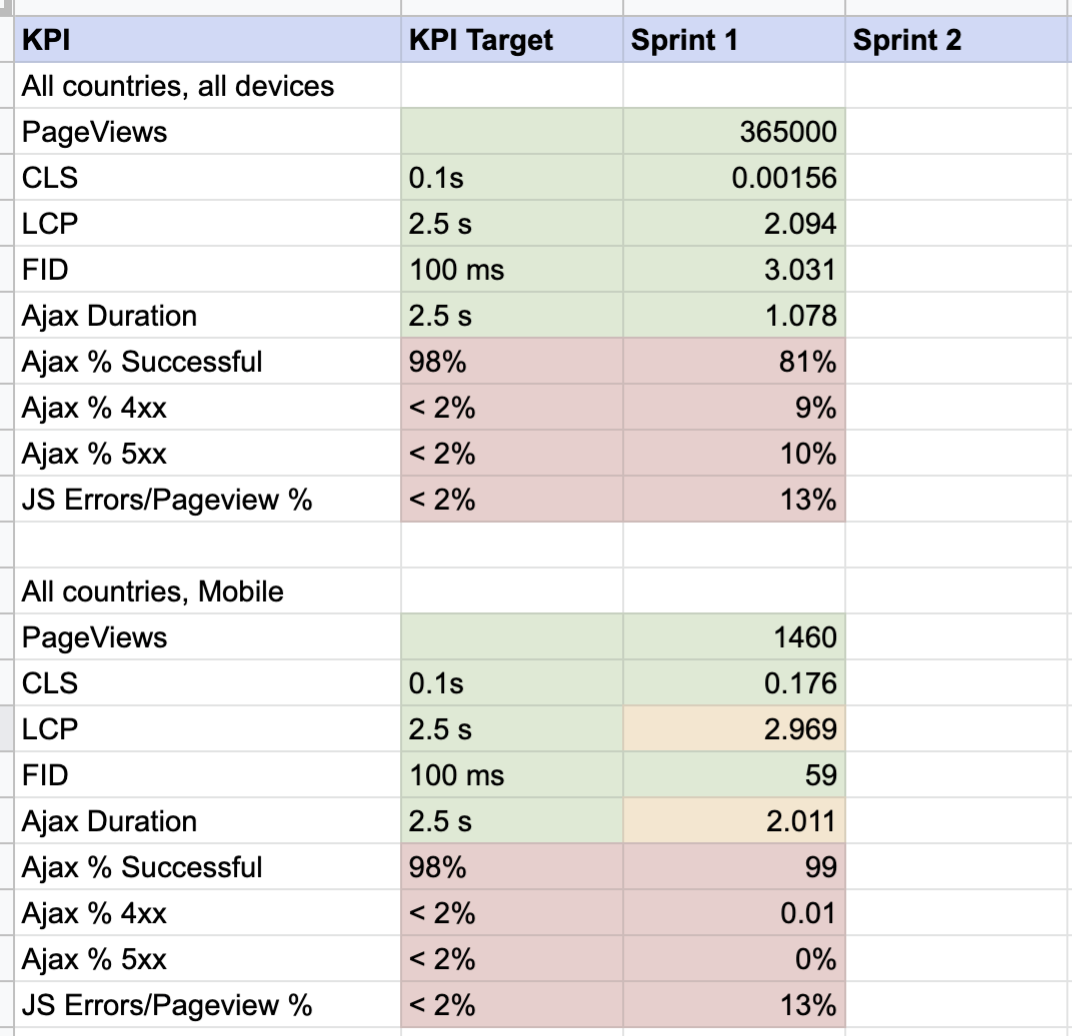 KPI KPI Target Sprint 1 Sprint 2
All countries, all devices
PageViews 365000
CLS 0.1s 0.00156
LCP 2.5 s 2.094
FID 100 ms 3.031
Ajax Duration 2.5 s 1.078
Ajax % Successful 98% 81%
Ajax % 4xx < 2% 9%
Ajax % 5xx < 2% 10%
JS Errors/Pageview % < 2% 13%
All countries, Mobile
PageViews 1460
CLS 0.1s 0.176
LCP 2.5 s 2.969
FID 100 ms 59
Ajax Duration 2.5 s 2.011
Ajax % Successful 98% 99
Ajax % 4xx < 2% 0.01
Ajax % 5xx < 2% 0%
JS Errors/Pageview % < 2% 13%